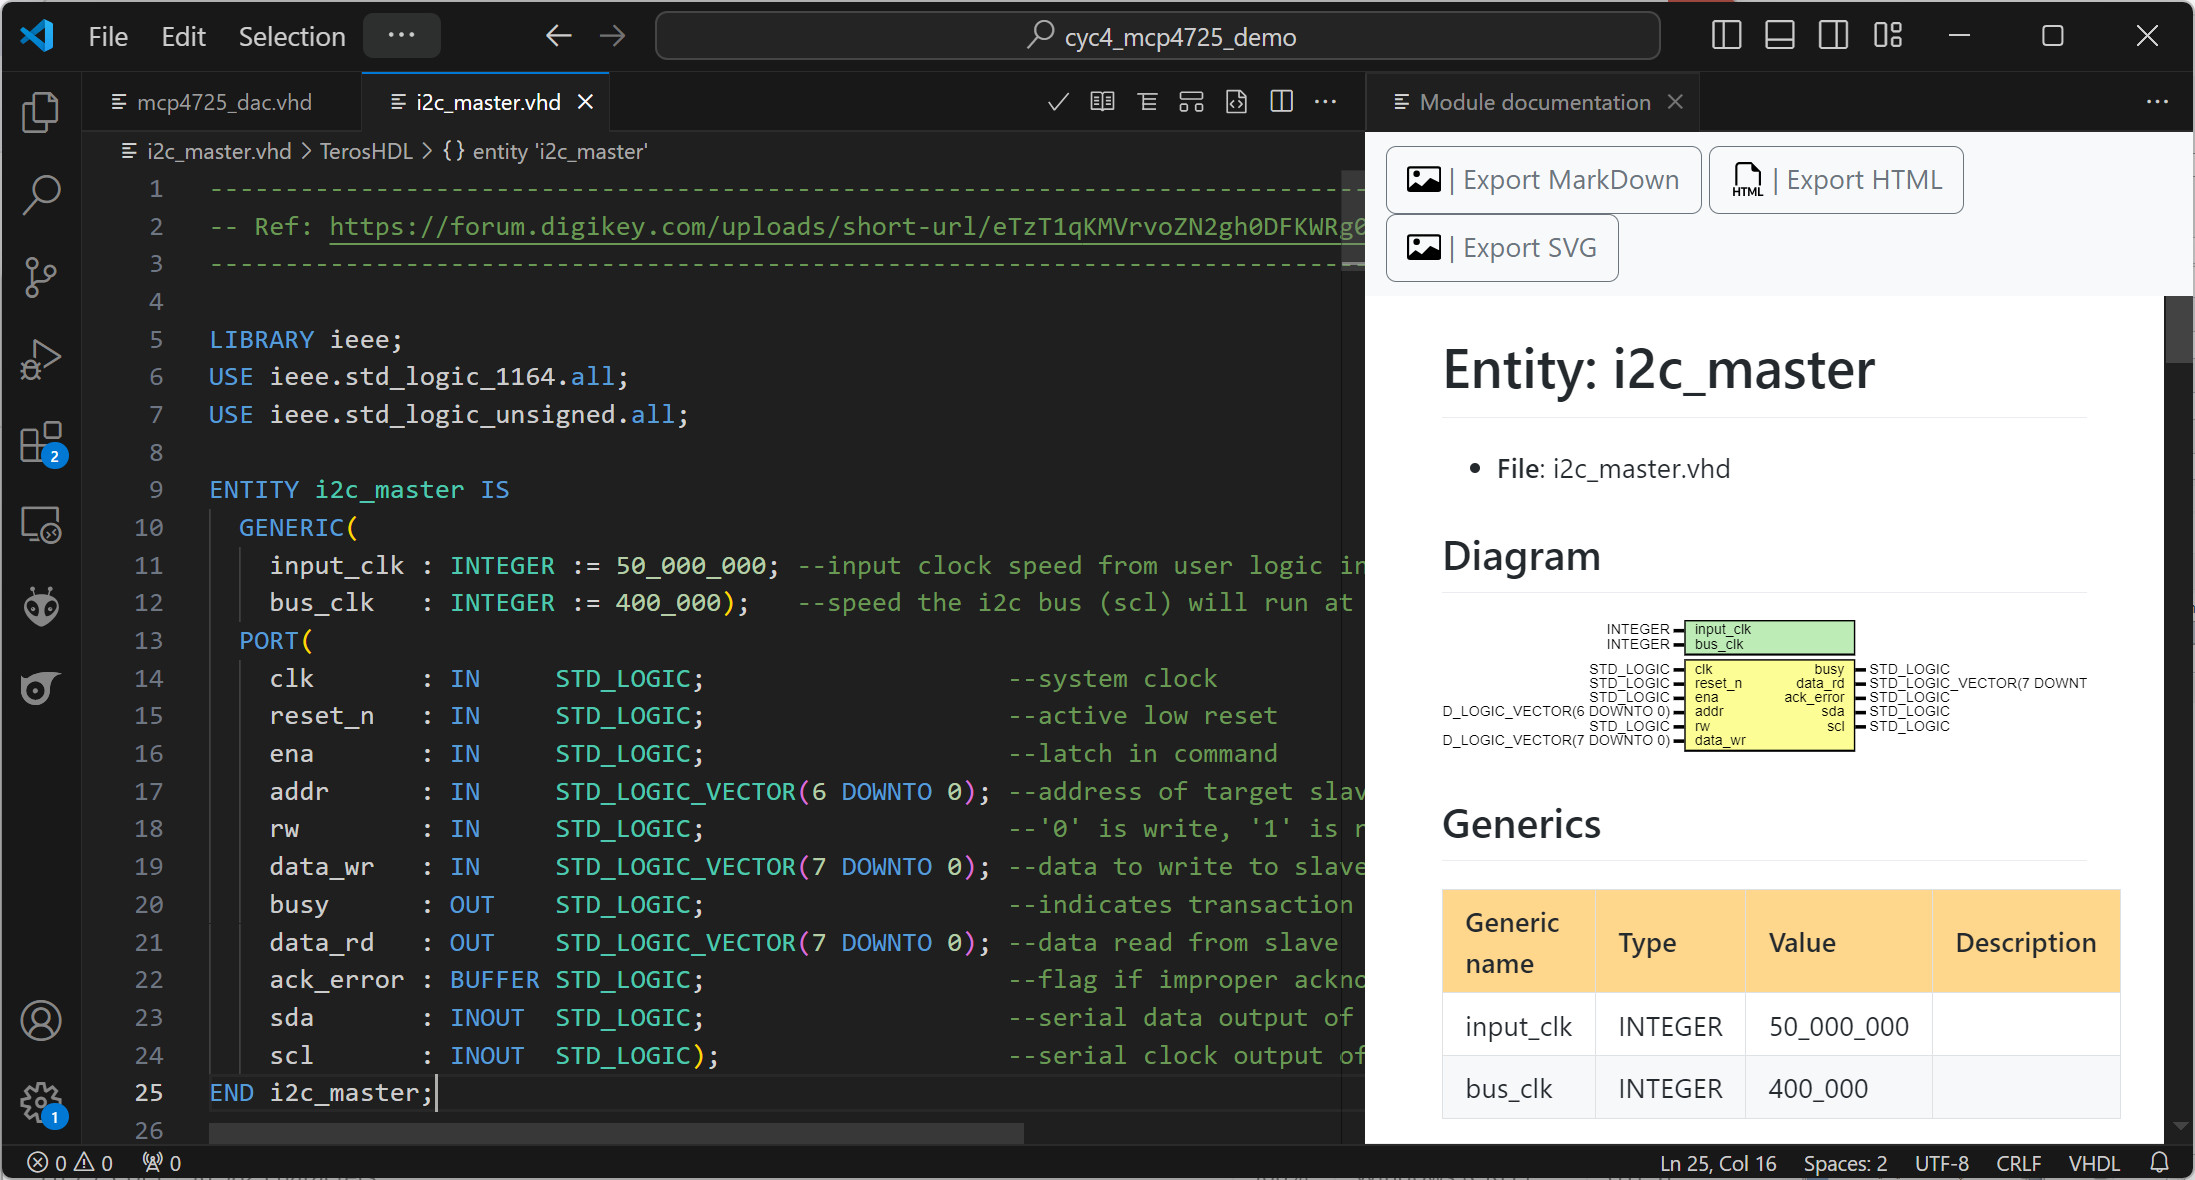 File Edit Selection ··· cyc4_mcp4725_demo
mcp4725_dac.vhd i2c_master.vhd
i2c_master.vhd > TerosHDL > {} entity 'i2c_master'
1 ------------------------------------------------------------------------------
2 -- Ref: https://forum.digikey.com/uploads/short-url/eTzT1qKMVrvoZN2gh0DFKWRg0
3 ------------------------------------------------------------------------------
4
5 LIBRARY ieee;
6 USE ieee.std_logic_1164.all;
7 USE ieee.std_logic_unsigned.all;
8
9 ENTITY i2c_master IS
10 GENERIC(
11 input_clk : INTEGER := 50_000_000; --input clock speed from user logic in
12 bus_clk : INTEGER := 400_000); --speed the i2c bus (scl) will run at
13 PORT(
14 clk : IN STD_LOGIC; --system clock
15 reset_n : IN STD_LOGIC; --active low reset
16 ena : IN STD_LOGIC; --latch in command
17 addr : IN STD_LOGIC_VECTOR(6 DOWNTO 0); --address of target slav
18 rw : IN STD_LOGIC; --'0' is write, '1' is r
19 data_wr : IN STD_LOGIC_VECTOR(7 DOWNTO 0); --data to write to slave
20 busy : OUT STD_LOGIC; --indicates transaction
21 data_rd : OUT STD_LOGIC_VECTOR(7 DOWNTO 0); --data read from slave
22 ack_error : BUFFER STD_LOGIC; --flag if improper ackno
23 sda : INOUT STD_LOGIC; --serial data output of
24 scl : INOUT STD_LOGIC); --serial clock output of
25 END i2c_master;
26
2
1
Module documentation
| Export MarkDown
HTML | Export HTML
| Export SVG
Entity: i2c_master
• File: i2c_master.vhd
Diagram
INTEGER input_clk
INTEGER bus_clk
STD_LOGIC clk busy STD_LOGIC
STD_LOGIC reset_n data_rd STD_LOGIC_VECTOR(7 DOWNT
STD_LOGIC ena ack_error STD_LOGIC
D_LOGIC_VECTOR(6 DOWNTO 0) addr sda STD_LOGIC
STD_LOGIC rw scl STD_LOGIC
D_LOGIC_VECTOR(7 DOWNTO 0) data_wr
Generics
Generic name Type Value Description
input_clk INTEGER 50_000_000
bus_clk INTEGER 400_000
0 0 0 Ln 25, Col 16 Spaces: 2 UTF-8 CRLF VHDL